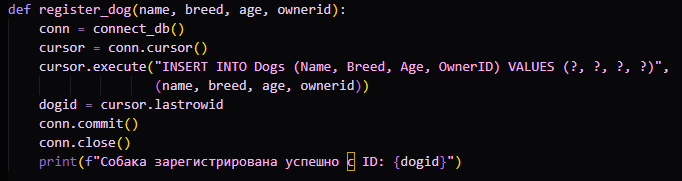 def register_dog(name, breed, age, ownerid):
    conn = connect_db()
    cursor = conn.cursor()
    cursor.execute("INSERT INTO Dogs (Name, Breed, Age, OwnerID) VALUES (?, ?, ?, ?)",
                   (name, breed, age, ownerid))
    dogid = cursor.lastrowid
    conn.commit()
    conn.close()
    print(f"Собака зарегистрирована успешно с ID: {dogid}")